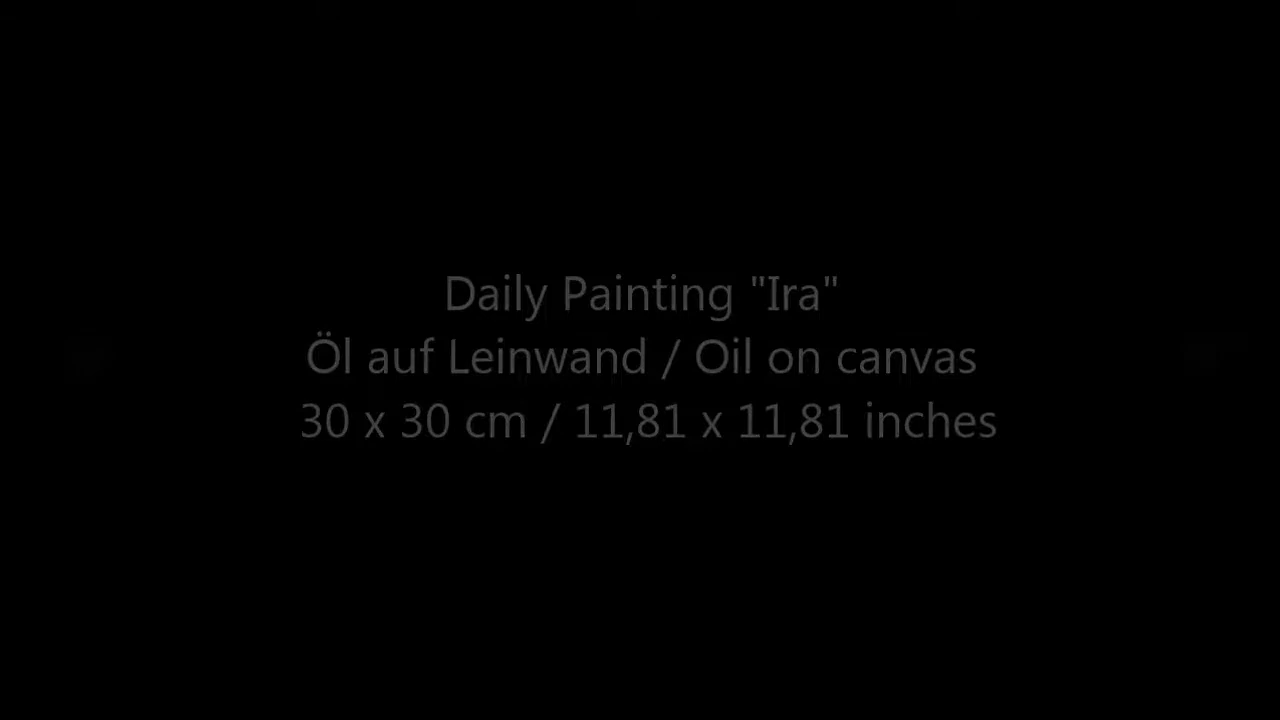 Daily Painting "Ira"
Öl auf Leinwand / Oil on canvas
30 x 30 cm / 11,81 x 11,81 inches